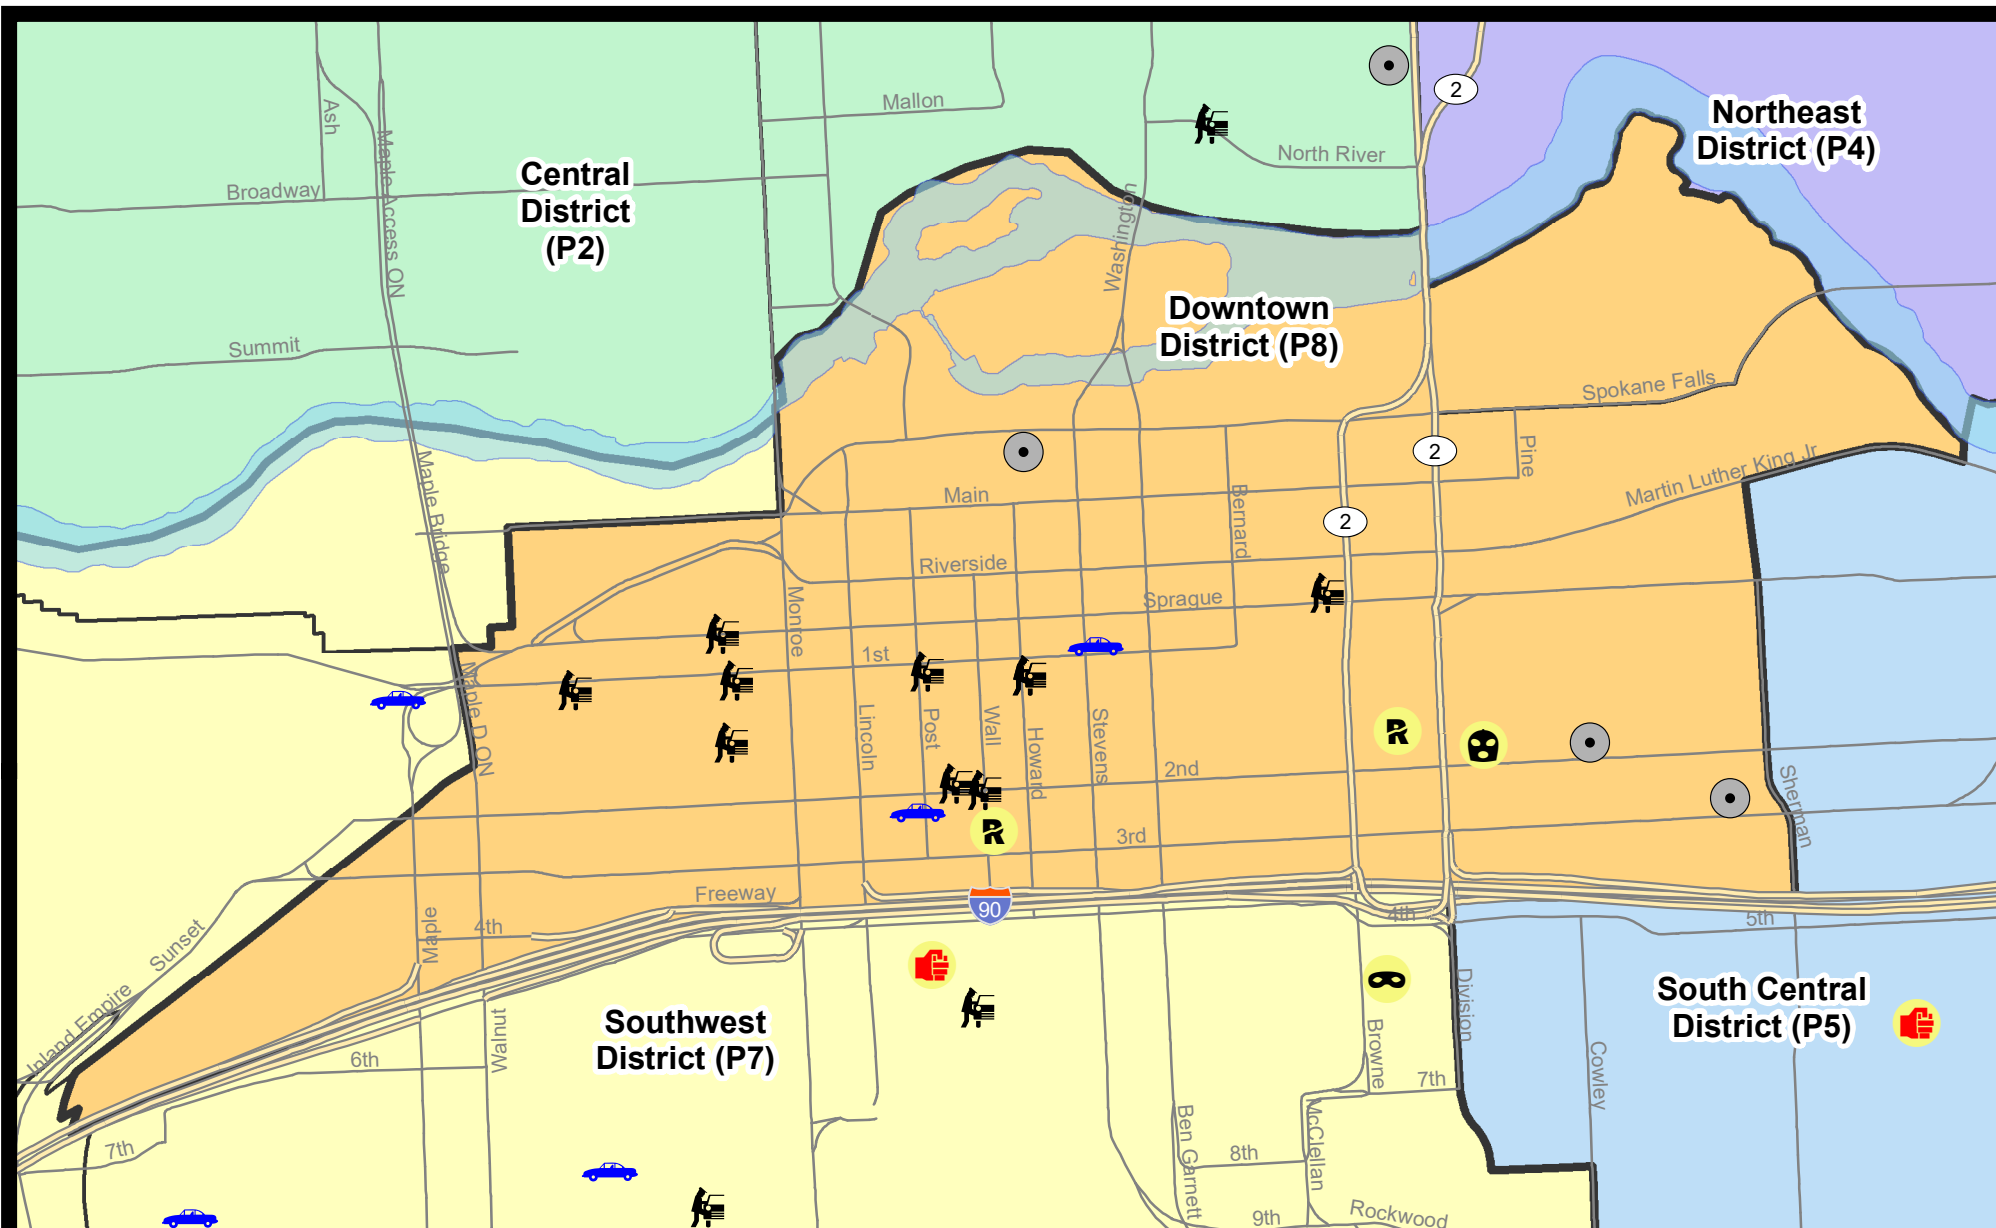 2
Northeast
District (P4)
Mallon
Ash
Maple Access ON
North River
Central
District
(P2)
Broadway
Washington
Downtown
District (P8)
Summit
Spokane Falls
2
Pine
Maple Bridge
Main
Bernard
Martin Luther King Jr
2
Riverside
Sprague
Monroe
1st
Maple D ON
Lincoln
Post
Wall
Howard
Stevens
2nd
Sherman
3rd
Freeway
90
4th
4th
5th
Maple
Sunset
Inland Empire
Division
South Central
District (P5)
Southwest
District (P7)
Walnut
6th
Browne
Cowley
7th
7th
Ben Garnett
McClellan
8th
9th
Rockwood
R
R